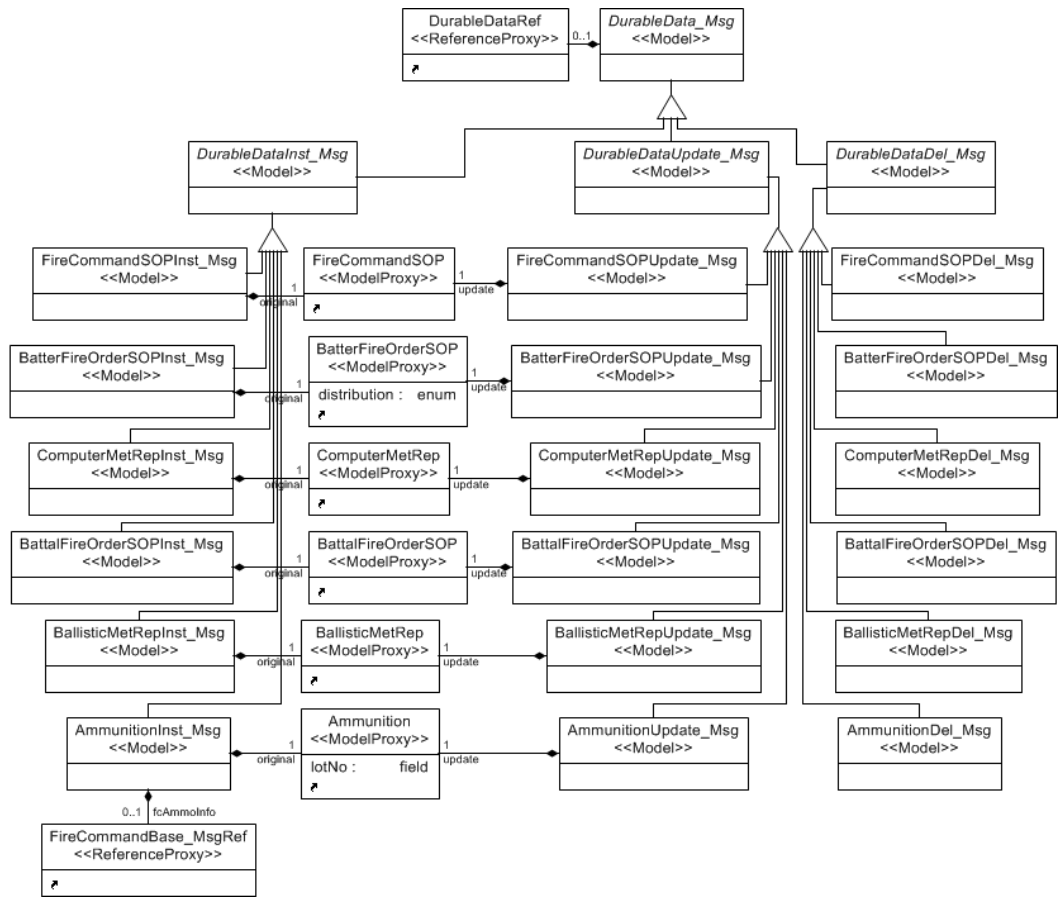 DurableDataRef
<<ReferenceProxy>>
0..1
DurableData_Msg
<<Model>>
DurableDataInst_Msg
<<Model>>
DurableDataUpdate_Msg
<<Model>>
DurableDataDel_Msg
<<Model>>
FireCommandSOPInst_Msg
<<Model>>
1
original
FireCommandSOP
<<ModelProxy>>
1
update
FireCommandSOPUpdate_Msg
<<Model>>
FireCommandSOPDel_Msg
<<Model>>
BatterFireOrderSOPInst_Msg
<<Model>>
1
original
BatterFireOrderSOP
<<ModelProxy>>
distribution : enum
1
update
BatterFireOrderSOPUpdate_Msg
<<Model>>
BatterFireOrderSOPDel_Msg
<<Model>>
ComputerMetRepInst_Msg
<<Model>>
1
original
ComputerMetRep
<<ModelProxy>>
1
update
ComputerMetRepUpdate_Msg
<<Model>>
ComputerMetRepDel_Msg
<<Model>>
BattalFireOrderSOPInst_Msg
<<Model>>
1
original
BattalFireOrderSOP
<<ModelProxy>>
1
update
BattalFireOrderSOPUpdate_Msg
<<Model>>
BattalFireOrderSOPDel_Msg
<<Model>>
BallisticMetRepInst_Msg
<<Model>>
1
original
BallisticMetRep
<<ModelProxy>>
1
update
BallisticMetRepUpdate_Msg
<<Model>>
BallisticMetRepDel_Msg
<<Model>>
AmmunitionInst_Msg
<<Model>>
1
original
Ammunition
<<ModelProxy>>
lotNo : field
1
update
AmmunitionUpdate_Msg
<<Model>>
AmmunitionDel_Msg
<<Model>>
0..1 fcAmmoInfo
FireCommandBase_MsgRef
<<ReferenceProxy>>